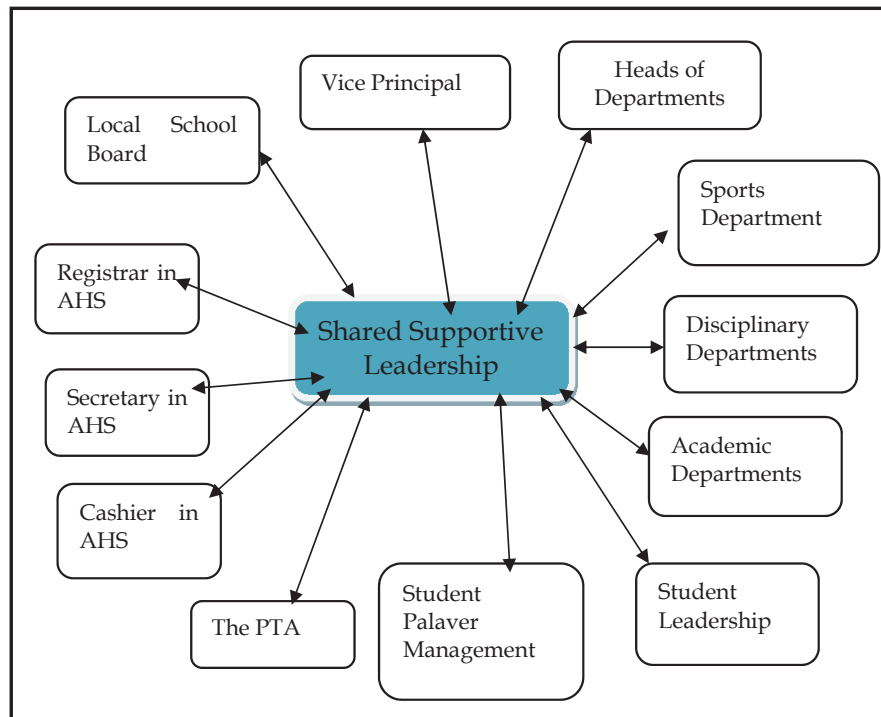 Vice Principal
Heads of
Departments
Local School
Board
Sports
Department
Registrar in
AHS
Shared Supportive
Leadership
Disciplinary
Departments
Secretary in
AHS
Academic
Departments
Cashier in
AHS
The PTA
Student
Palaver
Management
Student
Leadership